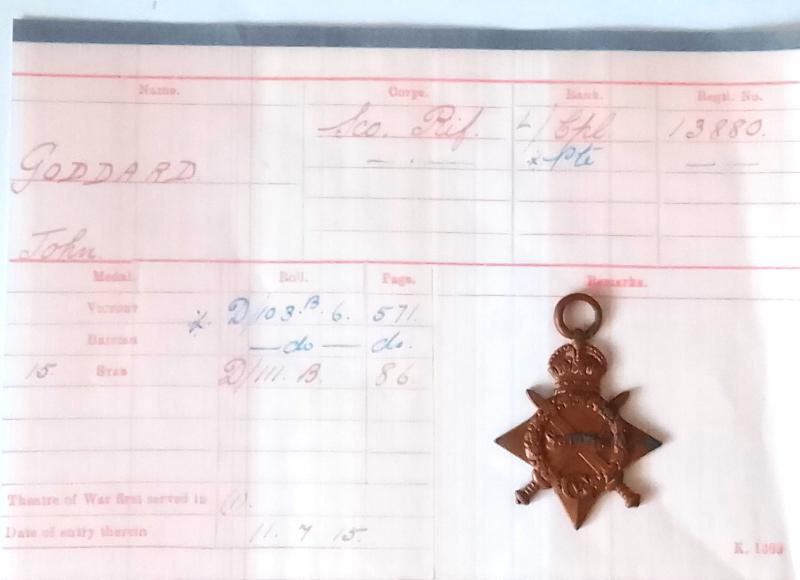 Name. Corps. Rank. Regtl. No.
Sco. Rif. L/Cpl 13880.
GODDARD — . — x Pte — —
John.
Medal. Roll. Page. Remarks.
VICTORY x. D/103.B.6. 571.
BRITISH — do — do.
15 STAR D/111.B. 86
Theatre of War first served in (1).
Date of entry therein 11. 7 15.